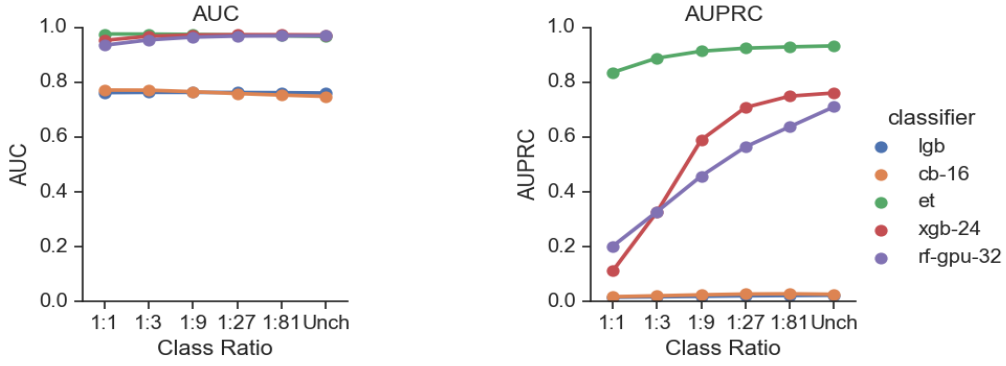 AUC
1.0
0.8
0.6
0.4
0.2
0.0
AUC
1:1 1:3 1:9 1:27 1:81 Unch
Class Ratio
AUPRC
1.0
0.8
0.6
0.4
0.2
0.0
AUPRC
1:1 1:3 1:9 1:27 1:81 Unch
Class Ratio
classifier
lgb
cb-16
et
xgb-24
rf-gpu-32